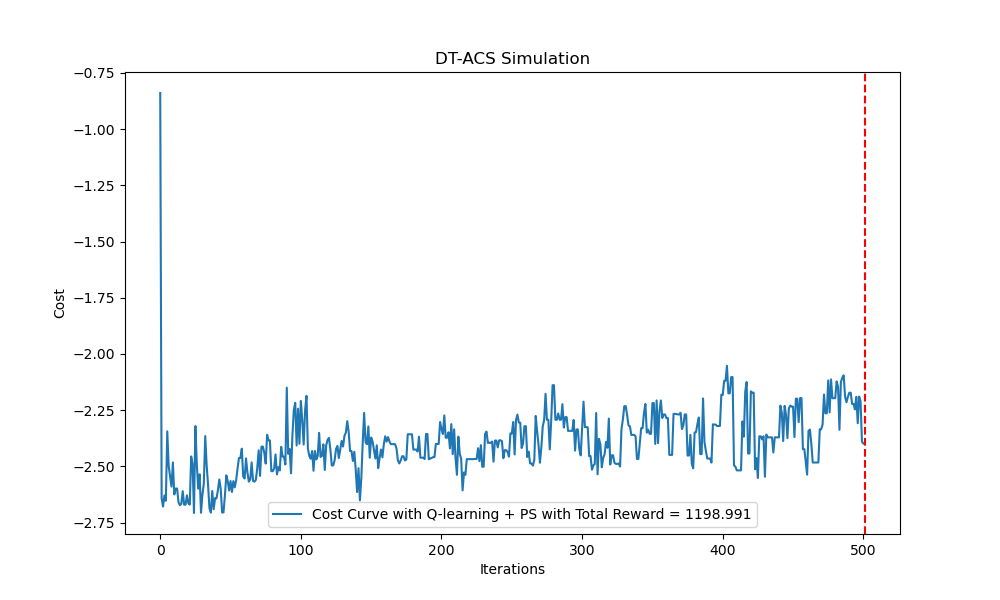 DT-ACS Simulation
−0.75
−1.00
−1.25
−1.50
−1.75
−2.00
−2.25
−2.50
−2.75
Cost
Cost Curve with Q-learning + PS with Total Reward = 1198.991
0 100 200 300 400 500
Iterations